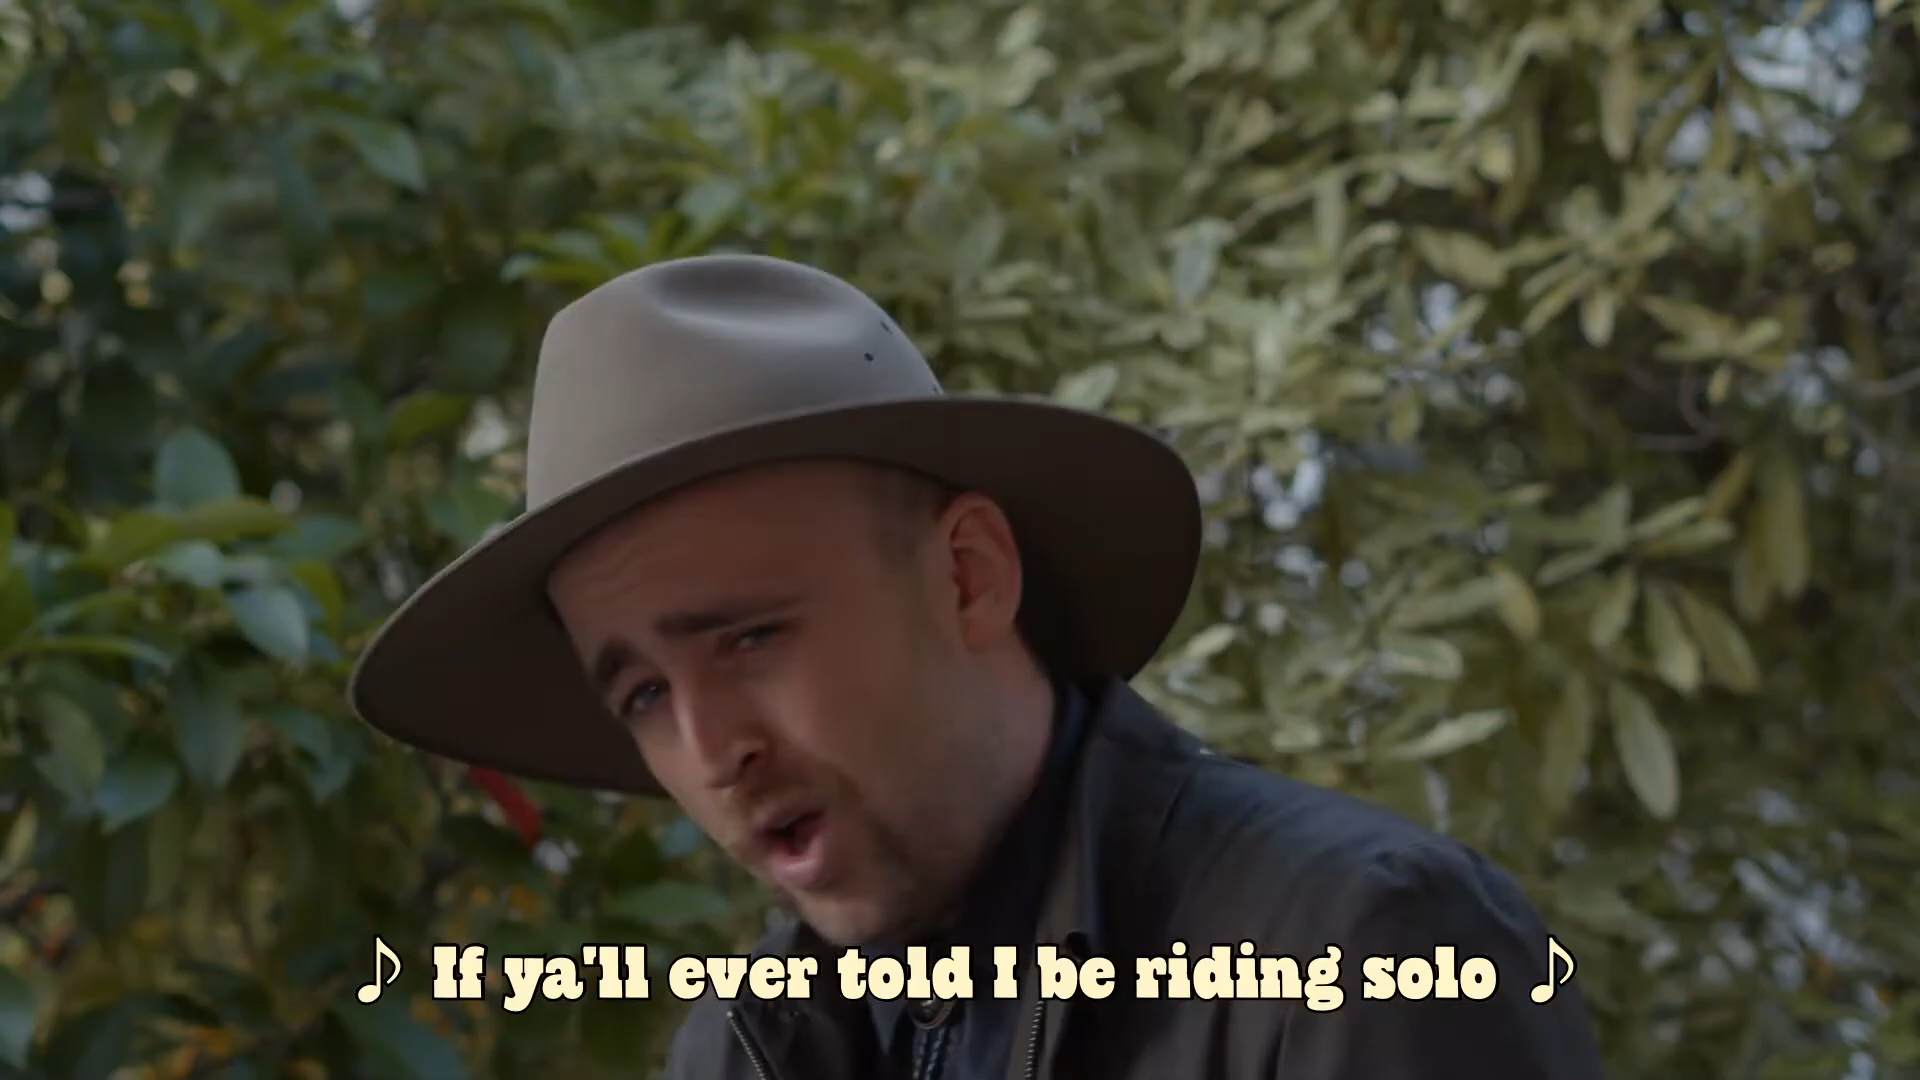 ♪ If ya'll ever told I be riding solo ♪